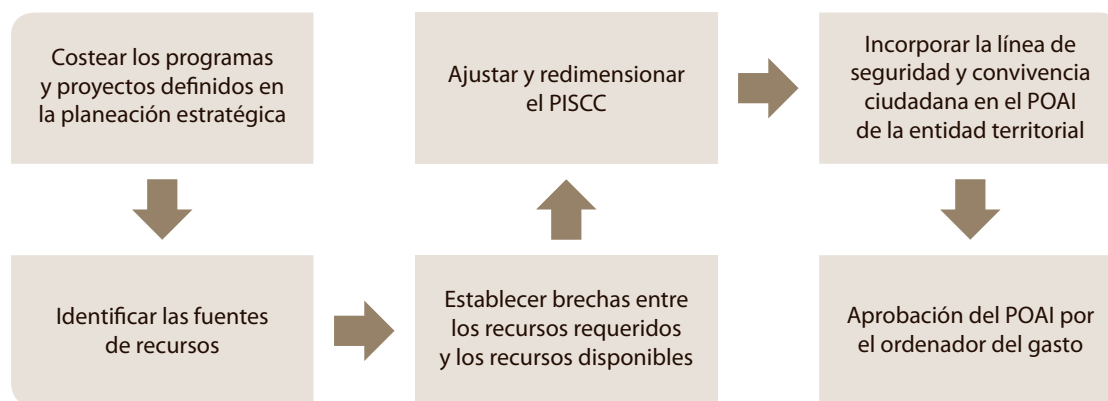 Costear los programas
y proyectos definidos en
la planeación estratégica
Identificar las fuentes
de recursos
Establecer brechas entre
los recursos requeridos
y los recursos disponibles
Ajustar y redimensionar
el PISCC
Incorporar la línea de
seguridad y convivencia
ciudadana en el POAI
de la entidad territorial
Aprobación del POAI por
el ordenador del gasto